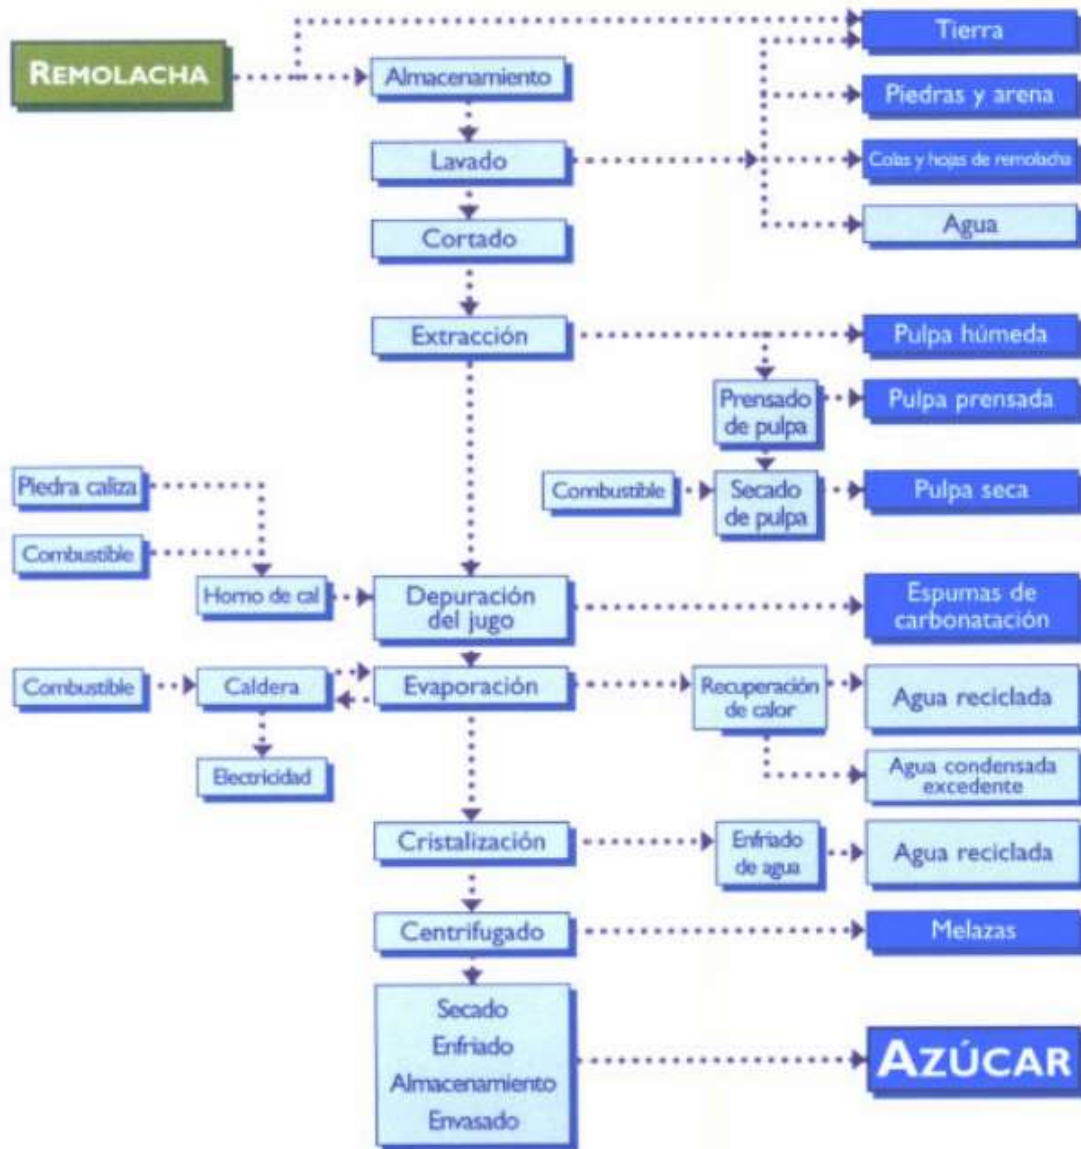 Tierra
REMOLACHA
Almacenamiento
Piedras y arena
Lavado
Colas y hojas de remolacha
Cortado
Agua
Extracción
Pulpa húmeda
Prensado
de pulpa
Pulpa prensada
Piedra caliza
Combustible
Secado
de pulpa
Pulpa seca
Combustible
Horno de cal
Depuración
del jugo
Espumas de
carbonatación
Combustible
Caldera
Evaporación
Recuperación
de calor
Agua reciclada
Electricidad
Agua condensada
excedente
Cristalización
Enfriado
de agua
Agua reciclada
Centrifugado
Melazas
Secado
Enfriado
Almacenamiento
Envasado
AZÚCAR